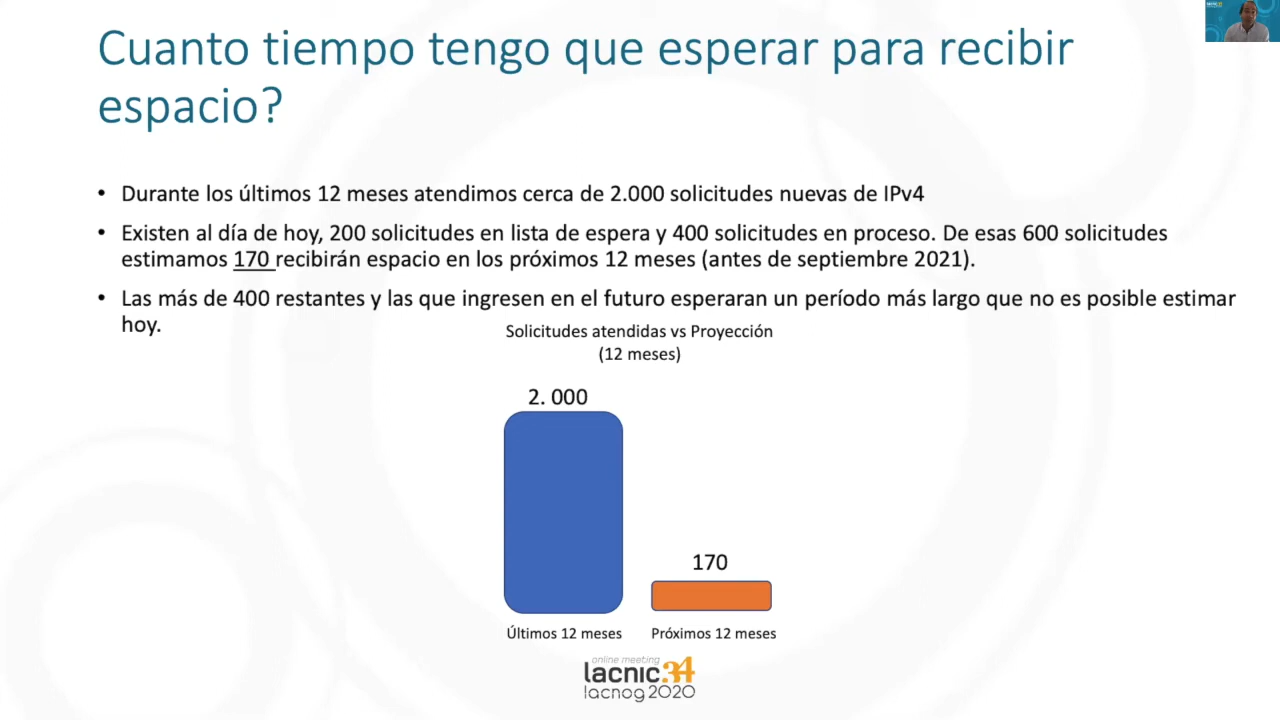 Cuanto tiempo tengo que esperar para recibir
espacio?
• Durante los últimos 12 meses atendimos cerca de 2.000 solicitudes nuevas de IPv4
• Existen al día de hoy, 200 solicitudes en lista de espera y 400 solicitudes en proceso. De esas 600 solicitudes
estimamos 170 recibirán espacio en los próximos 12 meses (antes de septiembre 2021).
• Las más de 400 restantes y las que ingresen en el futuro esperaran un período más largo que no es posible estimar
hoy.
Solicitudes atendidas vs Proyección
(12 meses)
2. 000
170
Últimos 12 meses
Próximos 12 meses
online meeting
lacnic34
lacnog2020